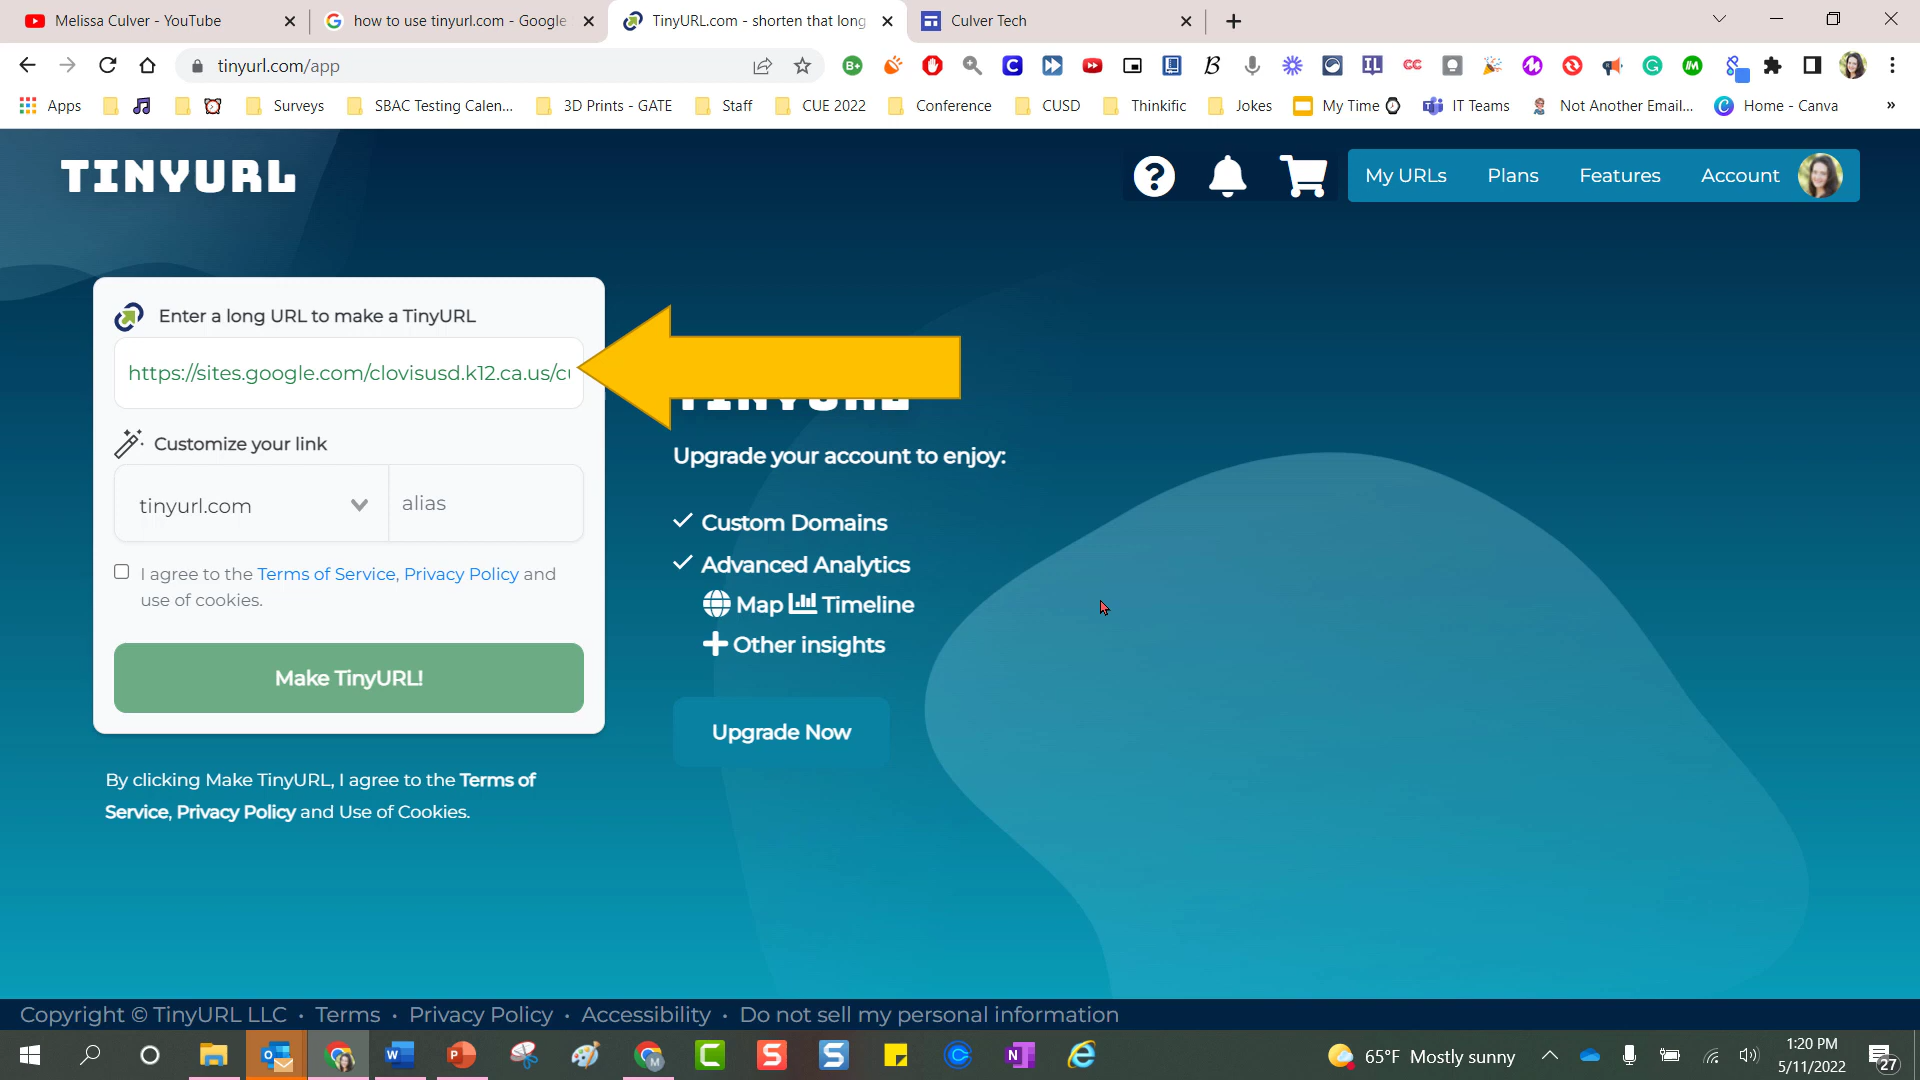 Melissa Culver - YouTube
how to use tinyurl.com - Google
TinyURL.com - shorten that long
Culver Tech
tinyurl.com/app
Apps
Surveys
SBAC Testing Calen...
3D Prints - GATE
Staff
CUE 2022
Conference
CUSD
Thinkific
Jokes
My Time
IT Teams
Not Another Email...
Home - Canva
»
TINYURL
My URLs
Plans
Features
Account
Enter a long URL to make a TinyURL
https://sites.google.com/clovisusd.k12.ca.us/cu
Customize your link
tinyurl.com
alias
I agree to the Terms of Service, Privacy Policy and
use of cookies.
Make TinyURL!
By clicking Make TinyURL, I agree to the Terms of
Service, Privacy Policy and Use of Cookies.
Upgrade your account to enjoy:
Custom Domains
Advanced Analytics
Map Timeline
Other insights
Upgrade Now
Copyright © TinyURL LLC • Terms • Privacy Policy • Accessibility • Do not sell my personal information
65°F Mostly sunny
1:20 PM
5/11/2022
27